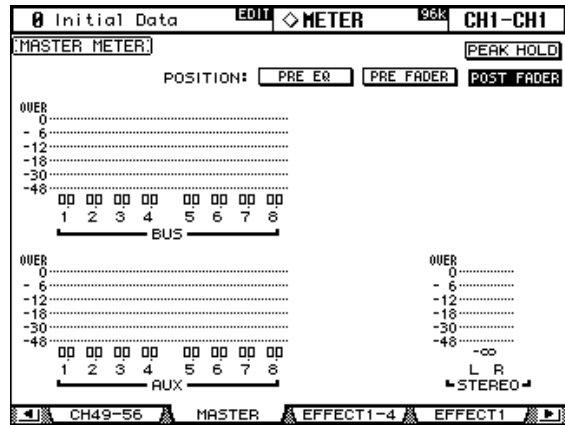 0 Initial Data EDIT ◇METER 96k CH1-CH1
MASTER METER PEAK HOLD
POSITION: PRE EQ PRE FADER POST FADER
OVER
0
- 6
-12
-18
-30
-48
1 2 3 4 5 6 7 8
BUS
OVER OVER
0 0
- 6 - 6
-12 -12
-18 -18
-30 -30
-48 -48
-∞
1 2 3 4 5 6 7 8 L R
AUX STEREO
CH49-56 MASTER EFFECT1-4 EFFECT1